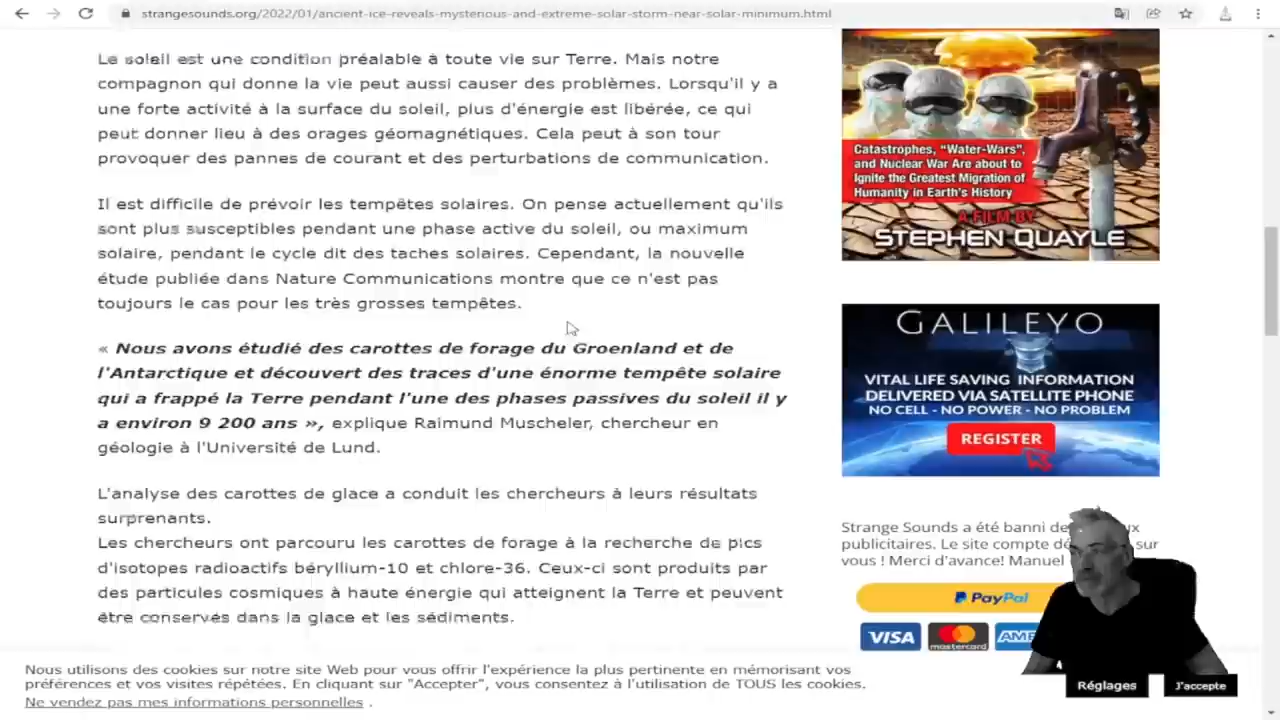 strangesounds.org/2022/01/ancient-ice-reveals-mysterious-and-extreme-solar-storm-near-solar-minimum.html
Le soleil est une condition préalable à toute vie sur Terre. Mais notre
compagnon qui donne la vie peut aussi causer des problèmes. Lorsqu'il y a
une forte activité à la surface du soleil, plus d'énergie est libérée, ce qui
peut donner lieu à des orages géomagnétiques. Cela peut à son tour
provoquer des pannes de courant et des perturbations de communication.
Il est difficile de prévoir les tempêtes solaires. On pense actuellement qu'ils
sont plus susceptibles pendant une phase active du soleil, ou maximum
solaire, pendant le cycle dit des taches solaires. Cependant, la nouvelle
étude publiée dans Nature Communications montre que ce n'est pas
toujours le cas pour les très grosses tempêtes.
« Nous avons étudié des carottes de forage du Groenland et de
l'Antarctique et découvert des traces d'une énorme tempête solaire
qui a frappé la Terre pendant l'une des phases passives du soleil il y
a environ 9 200 ans », explique Raimund Muscheler, chercheur en
géologie à l'Université de Lund.
L'analyse des carottes de glace a conduit les chercheurs à leurs résultats
surprenants.
Les chercheurs ont parcouru les carottes de forage à la recherche de pics
d'isotopes radioactifs béryllium-10 et chlore-36. Ceux-ci sont produits par
des particules cosmiques à haute énergie qui atteignent la Terre et peuvent
être conservés dans la glace et les sédiments.
Catastrophes, “Water-Wars”,
and Nuclear War Are about to
Ignite the Greatest Migration of
Humanity in Earth's History
A FILM BY
STEPHEN QUAYLE
GALILEYO
VITAL LIFE SAVING INFORMATION
DELIVERED VIA SATELLITE PHONE
NO CELL - NO POWER - NO PROBLEM
REGISTER
Strange Sounds a été banni de
publicitaires. Le site compte sur
vous ! Merci d'avance! Manuel
PayPal
VISA
mastercard
Nous utilisons des cookies sur notre site Web pour vous offrir l'expérience la plus pertinente en mémorisant vos
préférences et vos visites répétées. En cliquant sur "Accepter", vous consentez à l'utilisation de TOUS les cookies.
Ne vendez pas mes informations personnelles .
Réglages
J'accepte